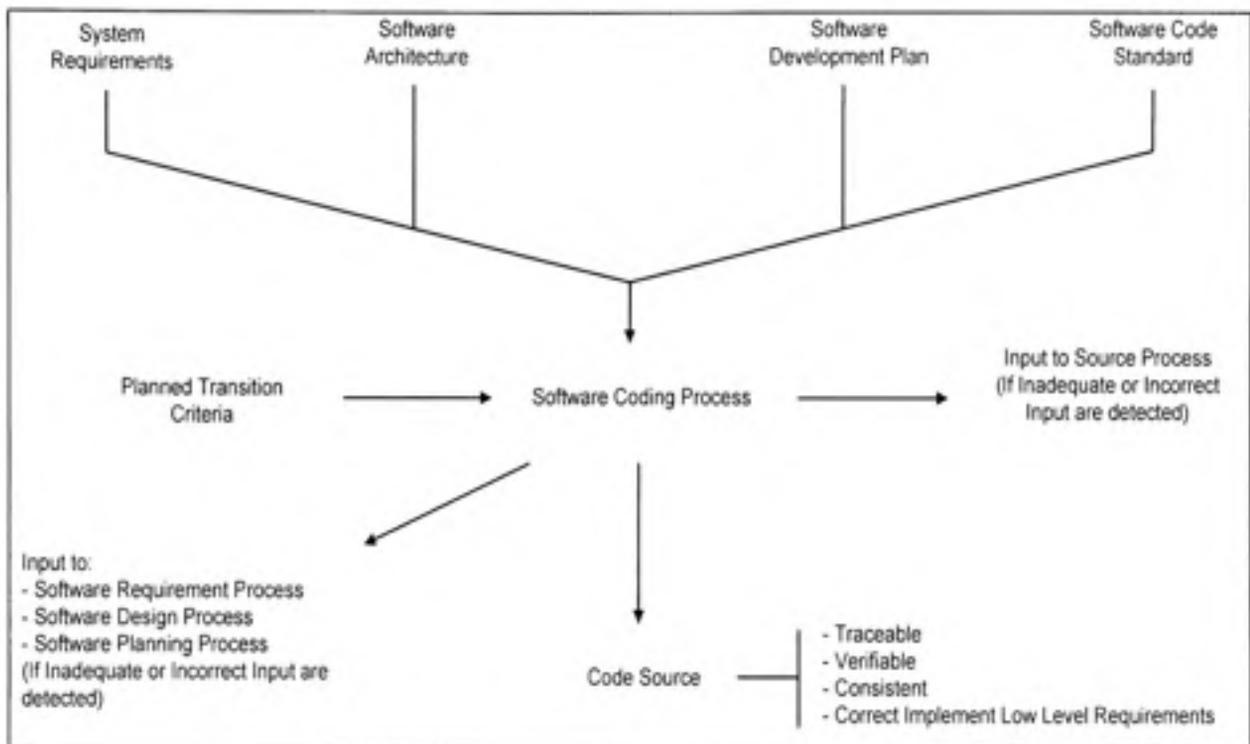 System
Requirements
Software
Architecture
Software
Development Plan
Software Code
Standard
Planned Transition
Criteria
Software Coding Process
Input to Source Process
(If Inadequate or Incorrect
Input are detected)
Input to:
- Software Requirement Process
- Software Design Process
- Software Planning Process
(If Inadequate or Incorrect Input are
detected)
Code Source
- Traceable
- Verifiable
- Consistent
- Correct Implement Low Level Requirements